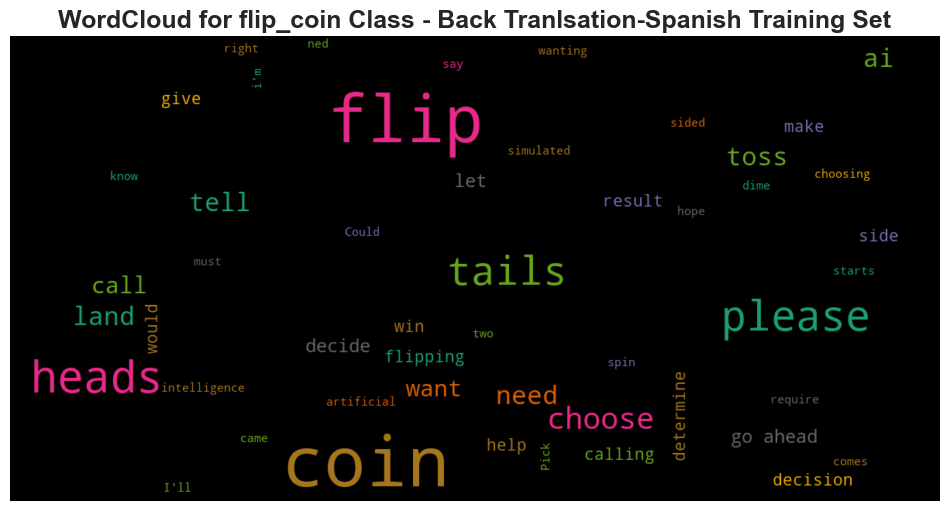 WordCloud for flip_coin Class - Back Tranlsation-Spanish Training Set
right
ned
say
wanting
ai
i'm
give
flip
sided
make
simulated
toss
know
let
choosing
dime
tell
result
hope
Could
side
must
tails
starts
call
land
would
please
win
two
decide
flipping
heads
spin
intelligence
want
need
determine
artificial
choose
require
came
coin
help
Pick
calling
go ahead
comes
decision
I'll